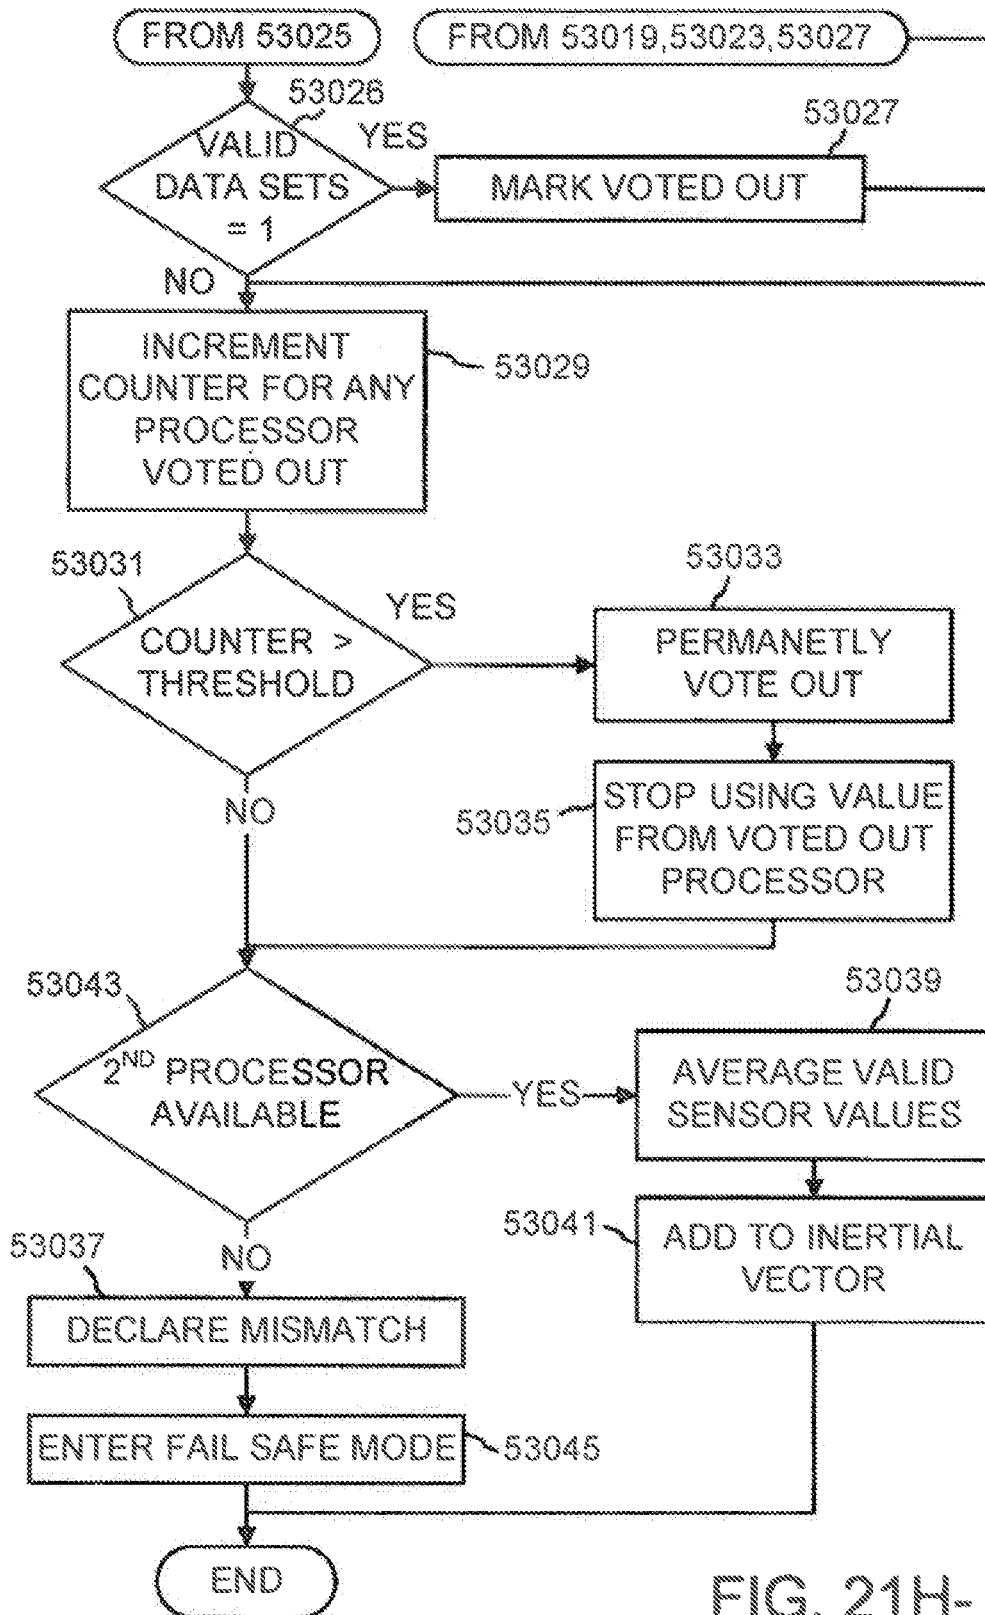 FROM 53025
FROM 53019,53023,53027
53026
VALID
DATA SETS
= 1
YES
53027
MARK VOTED OUT
NO
INCREMENT
COUNTER FOR ANY
PROCESSOR
VOTED OUT
53029
53031
COUNTER >
THRESHOLD
YES
53033
PERMANETLY
VOTE OUT
NO
53035
STOP USING VALUE
FROM VOTED OUT
PROCESSOR
53043
2ND PROCESSOR
AVAILABLE
YES
53039
AVERAGE VALID
SENSOR VALUES
53041
ADD TO INERTIAL
VECTOR
NO
53037
DECLARE MISMATCH
ENTER FAIL SAFE MODE
53045
END
FIG. 21H-